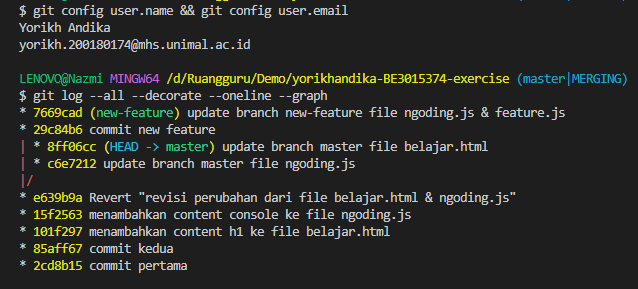 $ git config user.name && git config user.email
Yorikh Andika
yorikh.200180174@mhs.unimal.ac.id
LENOVO@Nazmi MINGW64 /d/Ruangguru/Demo/yorikhandika-BE3015374-exercise (master|MERGING)
$ git log --all --decorate --oneline --graph
* 7669cad (new-feature) update branch new-feature file ngoding.js & feature.js
* 29c84b6 commit new feature
| * 8ff06cc (HEAD -> master) update branch master file belajar.html
| * c6e7212 update branch master file ngoding.js
|/
* e639b9a Revert "revisi perubahan dari file belajar.html & ngoding.js"
* 15f2563 menambahkan content console ke file ngoding.js
* 101f297 menambahkan content h1 ke file belajar.html
* 85aff67 commit kedua
* 2cd8b15 commit pertama